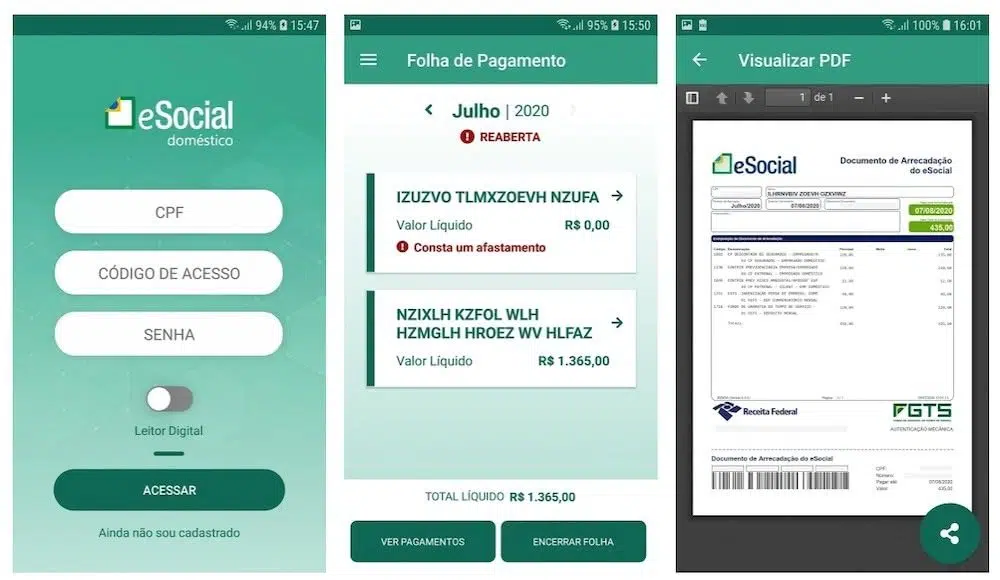 94% 15:47
eSocial
doméstico
CPF
CÓDIGO DE ACESSO
SENHA
Leitor Digital
ACESSAR
Ainda não sou cadastrado
95% 15:50
Folha de Pagamento
Julho | 2020
REABERTA
IZUZVO TLMXZOEVH NZUFA
Valor Líquido R$ 0,00
Consta um afastamento
NZIXLH KZFOL WLH
HZMGLH HROEZ WV HLFAZ
Valor Líquido R$ 1.365,00
TOTAL LÍQUIDO R$ 1.365,00
VER PAGAMENTOS
ENCERRAR FOLHA
100% 16:01
Visualizar PDF
1 de 1
eSocial
Documento de Arrecadação
do eSocial
Julho/2020
07/08/2020
07/08/2020
435,00
Receita Federal
FGTS
AUTENTICAÇÃO MECÂNICA
Documento de Arrecadação do eSocial
CPF:
Número:
Pagar até: 07/08/2020
Valor: 435,00